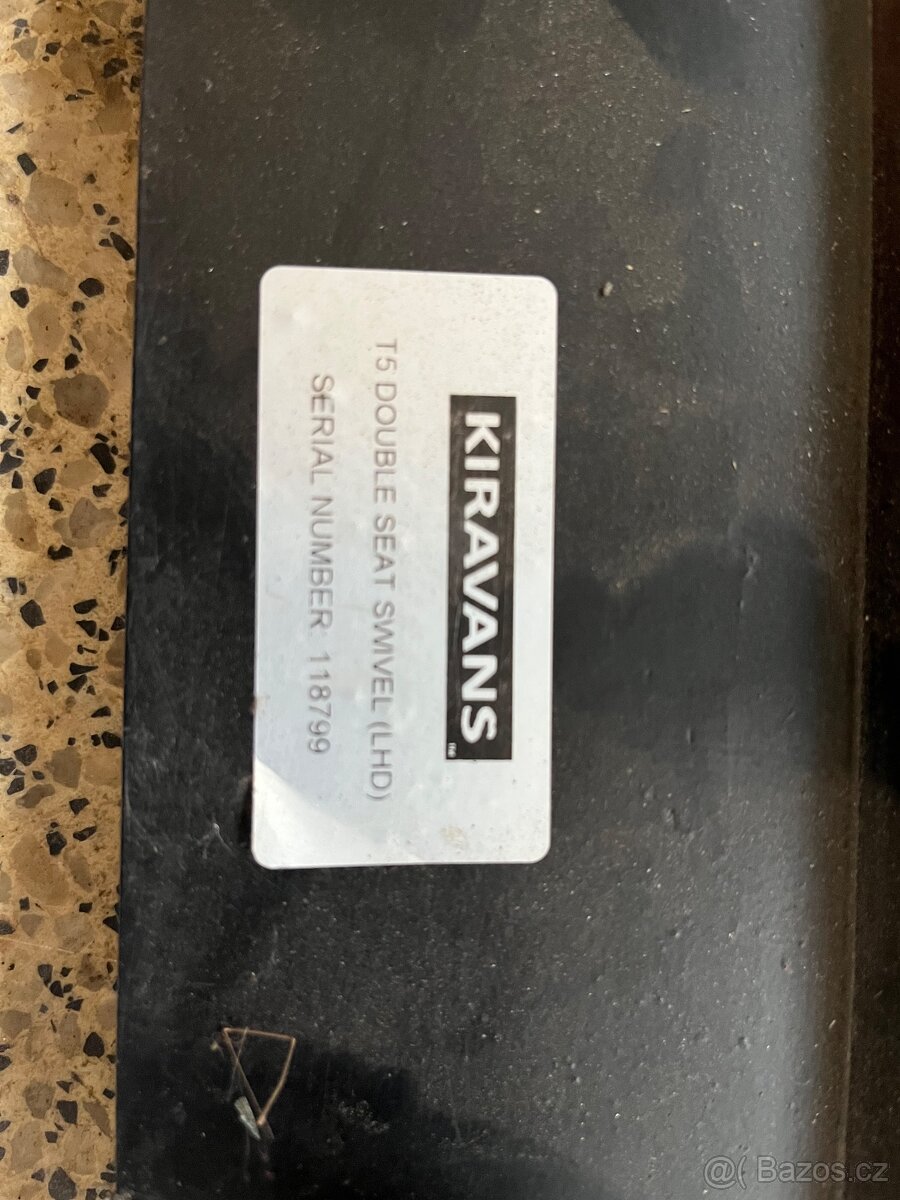 KIRAVANS
T5 DOUBLE SEAT SWIVEL (LHD)
SERIAL NUMBER: 118799
@( Bazos.cz